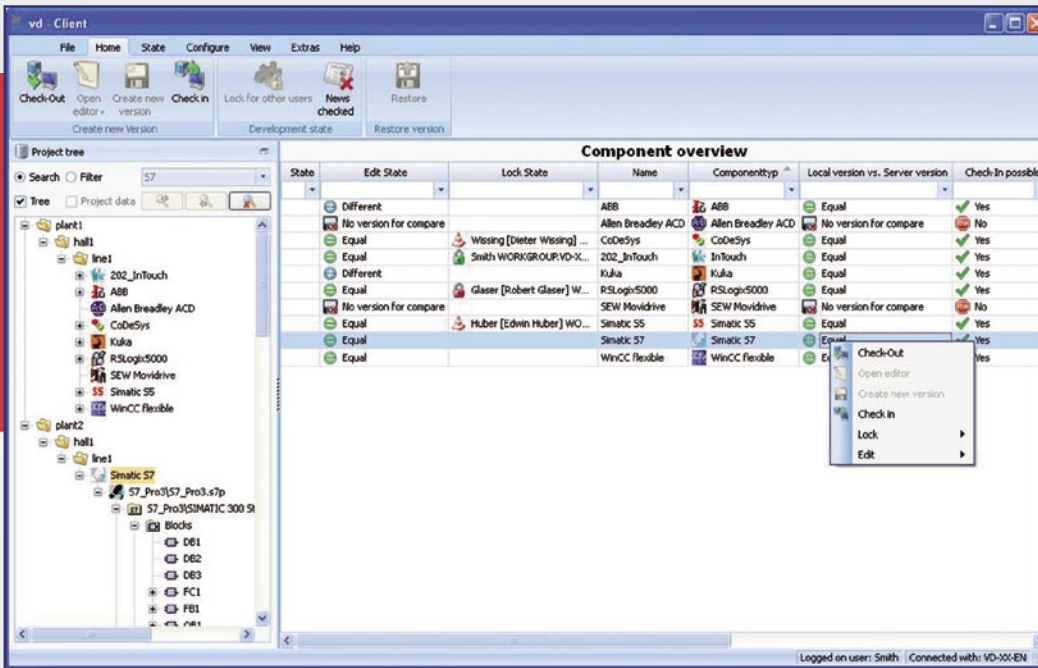 vd - Client
File Home State Configure View Extras Help
Check-Out Open editor Create new version Check in Lock for other users News checked Restore
Create new Version Development state Restore version
Project tree
Search Filter S7
Tree Project data
plant1
hall1
line1
202_InTouch
ABB
Allen Breadley ACD
CoDeSys
Kuka
RSLogix5000
SEW Movidrive
S5 Simatic S5
WinCC flexible
plant2
hall1
line1
Simatic S7
S7_Pro3\S7_Pro3.s7p
S7_Pro3\SIMATIC 300 St
Blocks
DB1
DB2
DB3
FC1
FB1
OB1
Component overview
State Edit State Lock State Name Componenttyp Local version vs. Server version Check-In possible
Different ABB ABB Equal Yes
No version for compare Allen Breadley ACD Allen Breadley ACD No version for compare No
Equal Wissing [Dieter Wissing] ... CoDeSys CoDeSys Equal Yes
Equal Smith WORKGROUP.VD-X... 202_InTouch InTouch Equal Yes
Different Kuka Kuka Equal Yes
Equal Glaser [Robert Glaser] W... RSLogix5000 RSLogix5000 Equal Yes
No version for compare SEW Movidrive SEW Movidrive No version for compare No
Equal Huber [Edwin Huber] WO... Simatic S5 S5 Simatic S5 Equal Yes
Equal Simatic S7 Simatic S7 Equal Yes
Equal WinCC flexible WinCC flexible Yes
Check-Out
Open editor
Create new version
Check in
Lock
Edit
Logged on user: Smith Connected with: VD-XX-EN